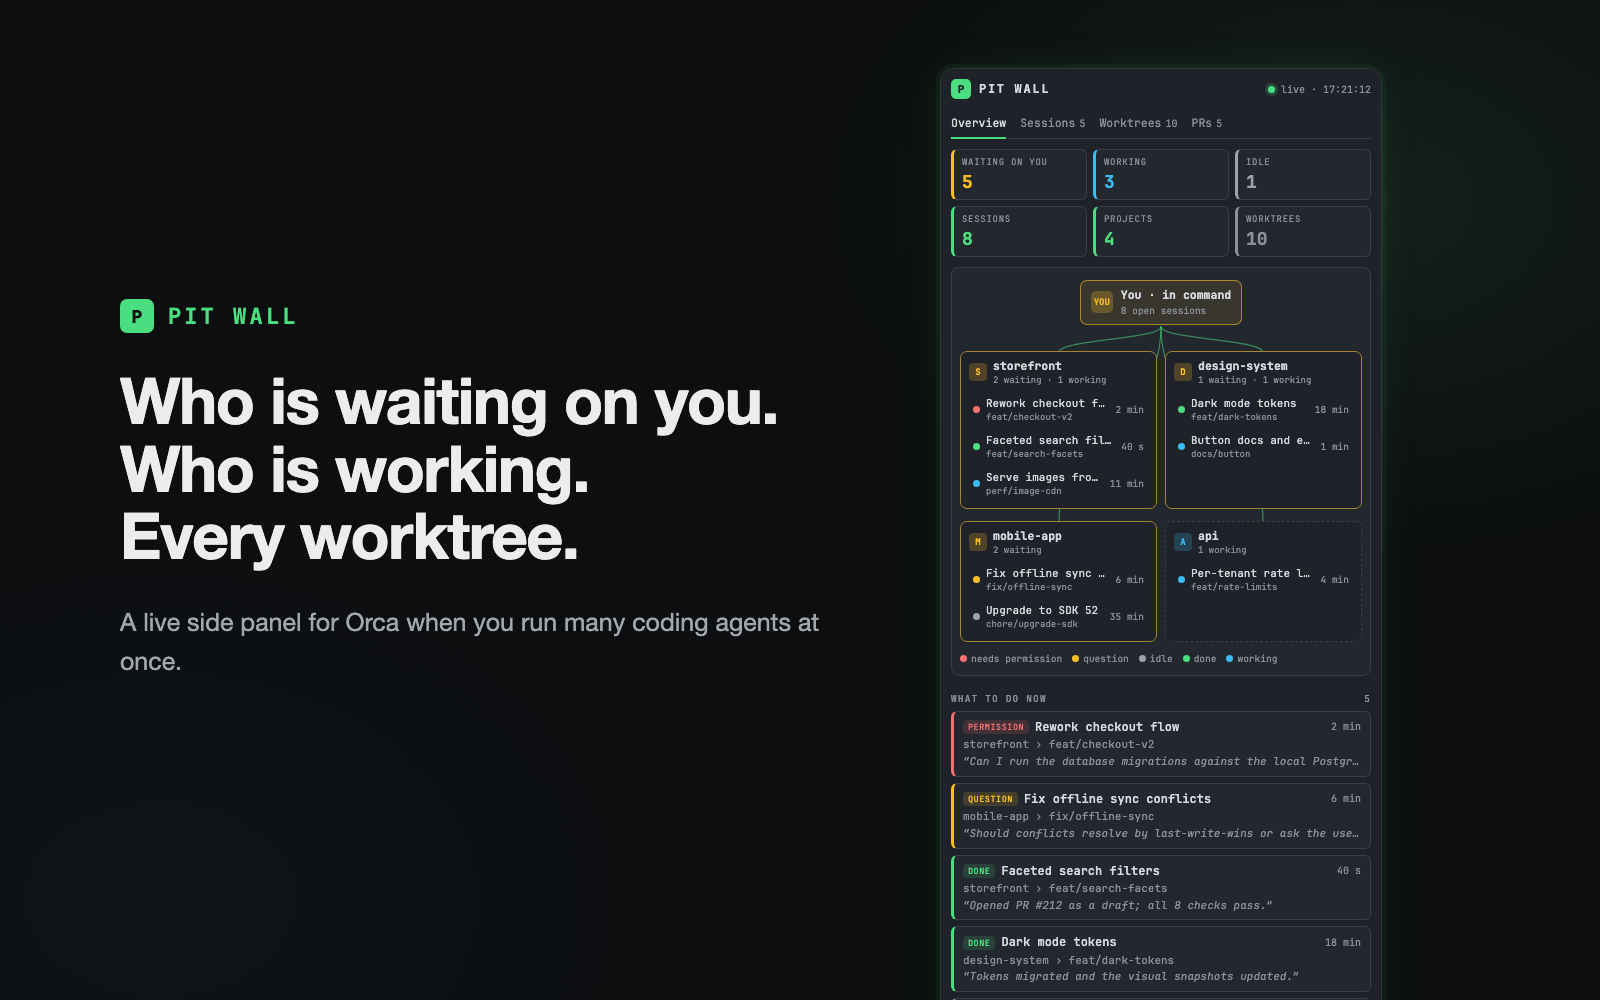 P PIT WALL
Who is waiting on you.
Who is working.
Every worktree.
A live side panel for Orca when you run many coding agents at
once.
P PIT WALL
live · 17:21:12
Overview Sessions 5 Worktrees 10 PRs 5
WAITING ON YOU
5
WORKING
3
IDLE
1
SESSIONS
8
PROJECTS
4
WORKTREES
10
YOU
You · in command
8 open sessions
S storefront
2 waiting · 1 working
Rework checkout f… 2 min
feat/checkout-v2
Faceted search fil… 40 s
feat/search-facets
Serve images fro… 11 min
perf/image-cdn
D design-system
1 waiting · 1 working
Dark mode tokens 18 min
feat/dark-tokens
Button docs and e… 1 min
docs/button
M mobile-app
2 waiting
Fix offline sync … 6 min
fix/offline-sync
Upgrade to SDK 52 35 min
chore/upgrade-sdk
A api
1 working
Per-tenant rate l… 4 min
feat/rate-limits
needs permission question idle done working
WHAT TO DO NOW 5
PERMISSION Rework checkout flow 2 min
storefront › feat/checkout-v2
“Can I run the database migrations against the local Postgr…
QUESTION Fix offline sync conflicts 6 min
mobile-app › fix/offline-sync
“Should conflicts resolve by last-write-wins or ask the use…
DONE Faceted search filters 40 s
storefront › feat/search-facets
“Opened PR #212 as a draft; all 8 checks pass.”
DONE Dark mode tokens 18 min
design-system › feat/dark-tokens
“Tokens migrated and the visual snapshots updated.”